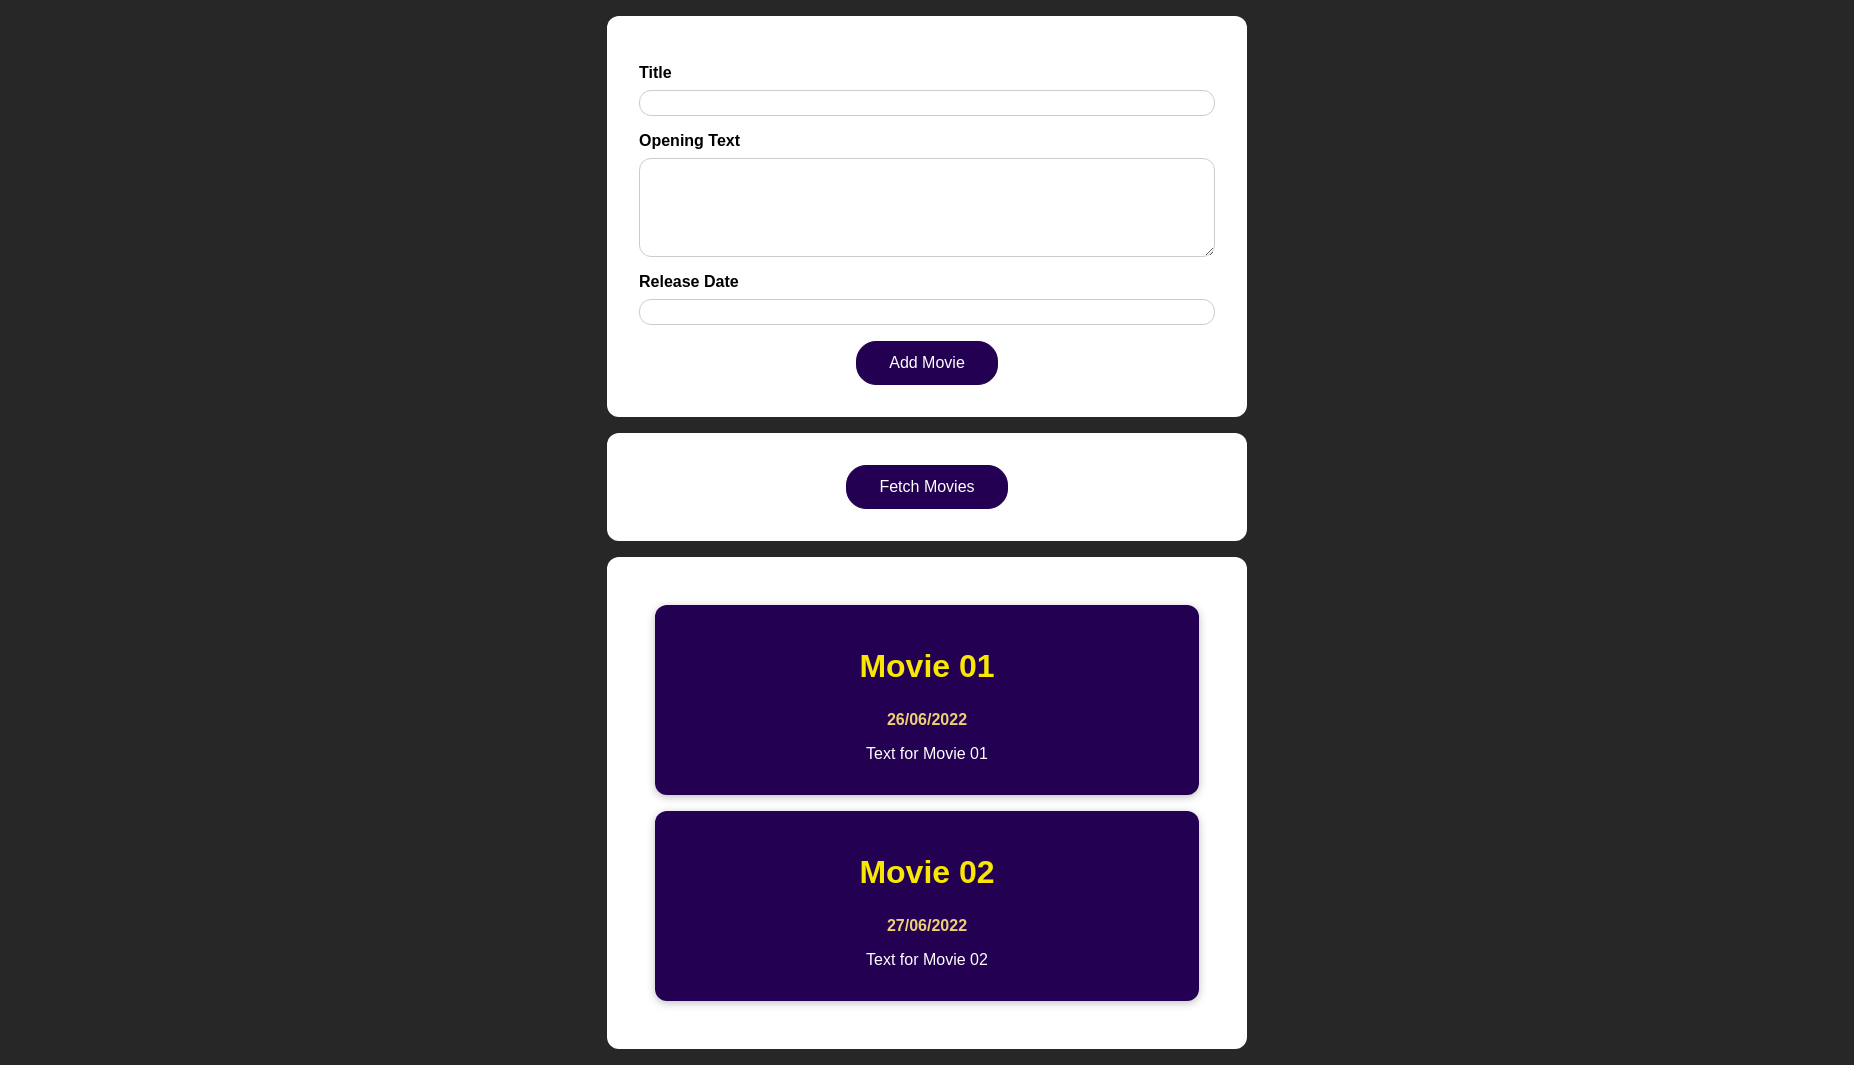 Title
Opening Text
Release Date
Add Movie
Fetch Movies
Movie 01
26/06/2022
Text for Movie 01
Movie 02
27/06/2022
Text for Movie 02